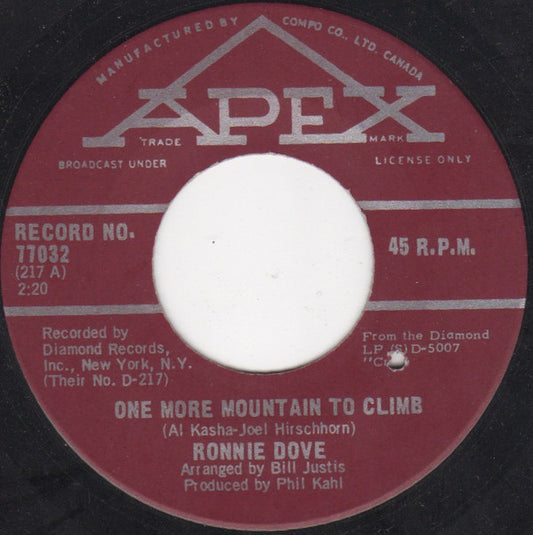 MANUFACTURED BY COMPO CO., LTD. CANADA
APEX
TRADE MARK
BROADCAST UNDER LICENSE ONLY
RECORD NO.
77032
(217 A)
2:20
45 R.P.M.
Recorded by
Diamond Records,
Inc., New York, N.Y.
(Their No. D-217)
From the Diamond
LP (S)D-5007
ONE MORE MOUNTAIN TO CLIMB
(Al Kasha-Joel Hirschhorn)
RONNIE DOVE
Arranged by Bill Justis
Produced by Phil Kahl